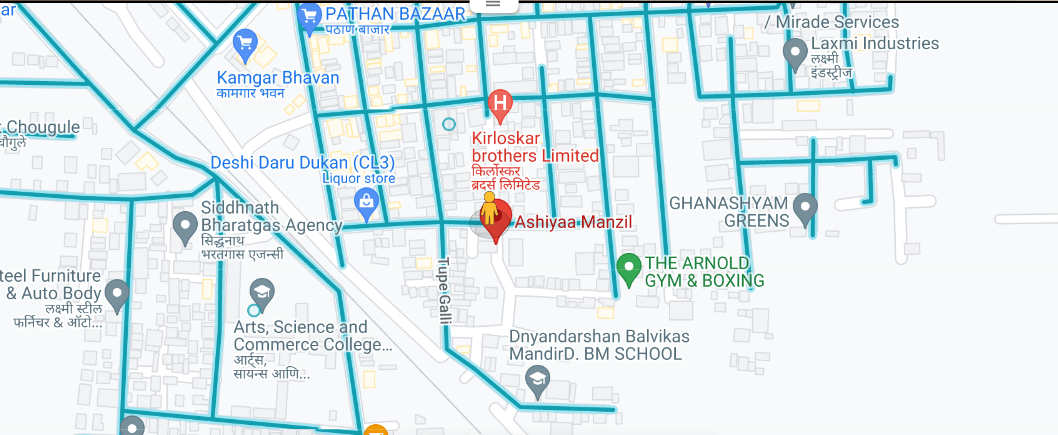 ar
PATHAN BAZAAR
पठाण बाजार
/ Mirade Services
Laxmi Industries
लक्ष्मी
इंडस्ट्रीज
Kamgar Bhavan
कामगार भवन
H
t Chougule
चौगुले
Kirloskar
brothers Limited
किर्लोस्कर
ब्रदर्स लिमिटेड
Deshi Daru Dukan (CL3)
Liquor store
Siddhnath
Bharatgas Agency
सिद्धनाथ
भरतगास एजन्सी
Ashiyaa Manzil
GHANASHYAM
GREENS
Tupe Galli
THE ARNOLD
GYM & BOXING
teel Furniture
& Auto Body
लक्ष्मी स्टील
फर्निचर & ऑटो...
Arts, Science and
Commerce College...
आर्ट्स,
सायन्स आणि...
Dnyandarshan Balvikas
MandirD. BM SCHOOL